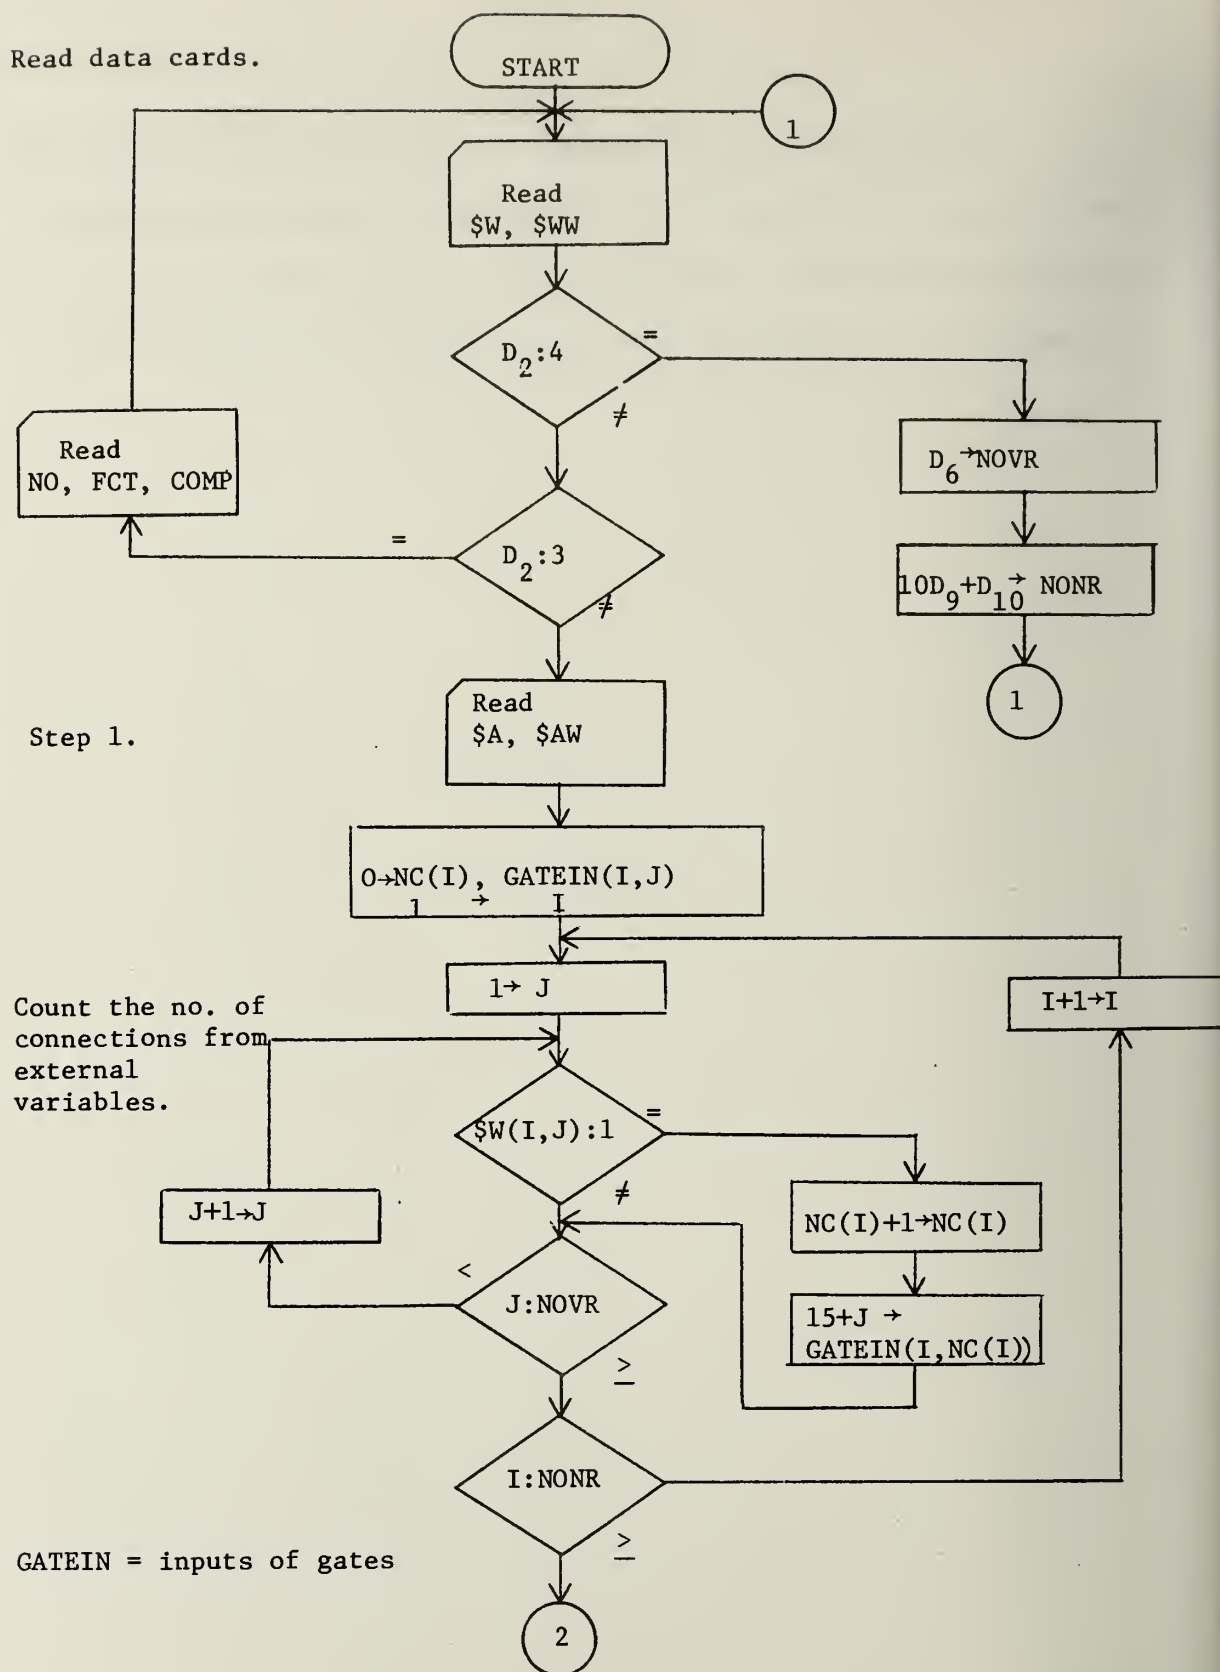 Read data cards.
START
1
Read
$W, $WW
D2:4
=
≠
D6→NOVR
10D9+D10→ NONR
1
Read
NO, FCT, COMP
=
D2:3
≠
Step 1.
Read
$A, $AW
0→NC(I), GATEIN(I,J)
1 → I
1→ J
I+1→I
Count the no. of
connections from
external
variables.
$W(I,J):1
=
≠
J+1→J
NC(I)+1→NC(I)
<
J:NOVR
≥
15+J →
GATEIN(I,NC(I))
I:NONR
≥
GATEIN = inputs of gates
2